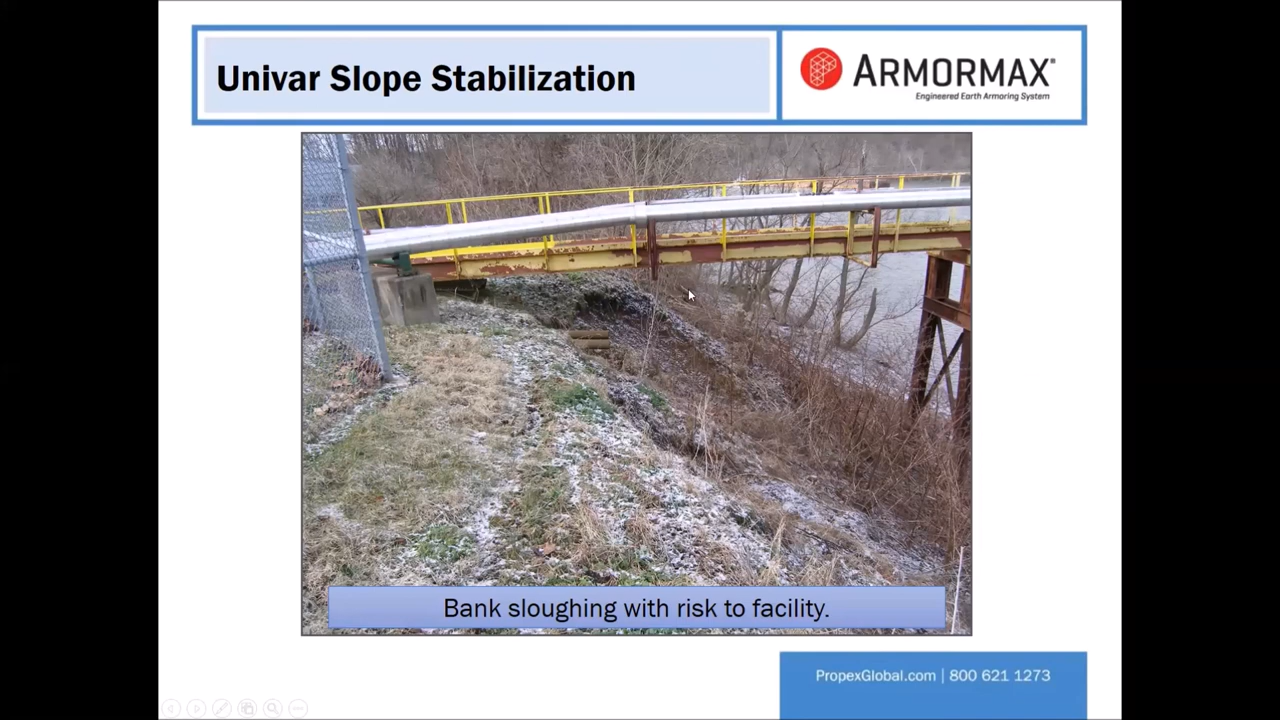 Univar Slope Stabilization
ARMORMAX®
Engineered Earth Armoring System
Bank sloughing with risk to facility.
PropexGlobal.com | 800 621 1273